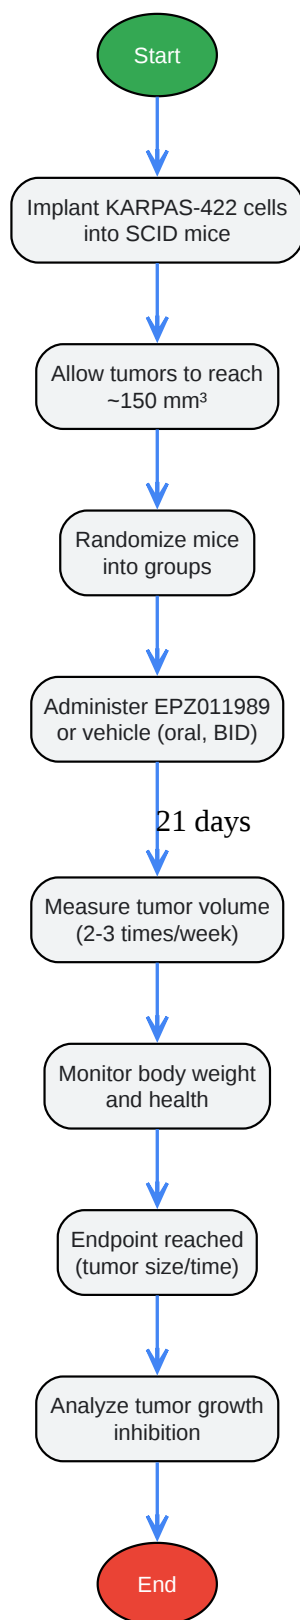 Start
Implant KARPAS-422 cells
into SCID mice
Allow tumors to reach
~150 mm³
Randomize mice
into groups
Administer EPZ011989
or vehicle (oral, BID)
21 days
Measure tumor volume
(2-3 times/week)
Monitor body weight
and health
Endpoint reached
(tumor size/time)
Analyze tumor growth
inhibition
End